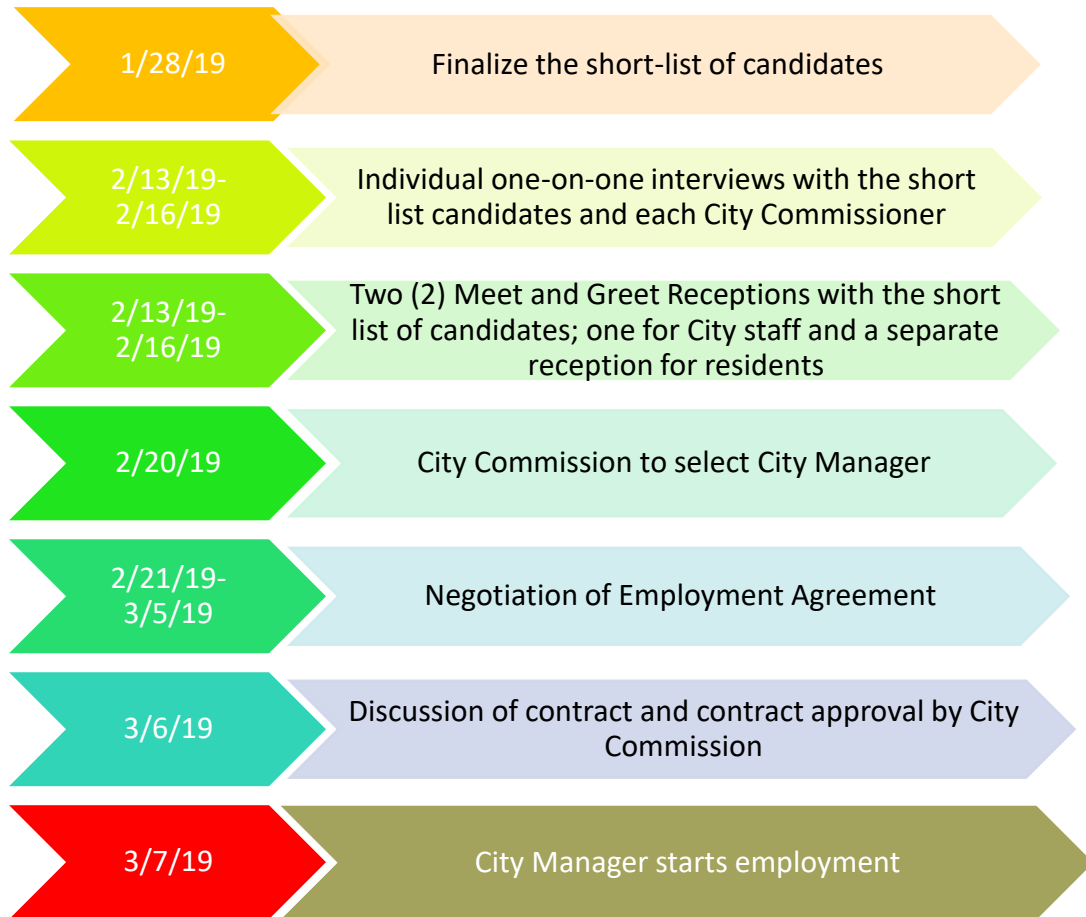 1/28/19
Finalize the short-list of candidates
2/13/19-
2/16/19
Individual one-on-one interviews with the short
list candidates and each City Commissioner
2/13/19-
2/16/19
Two (2) Meet and Greet Receptions with the short
list of candidates; one for City staff and a separate
reception for residents
2/20/19
City Commission to select City Manager
2/21/19-
3/5/19
Negotiation of Employment Agreement
3/6/19
Discussion of contract and contract approval by City
Commission
3/7/19
City Manager starts employment